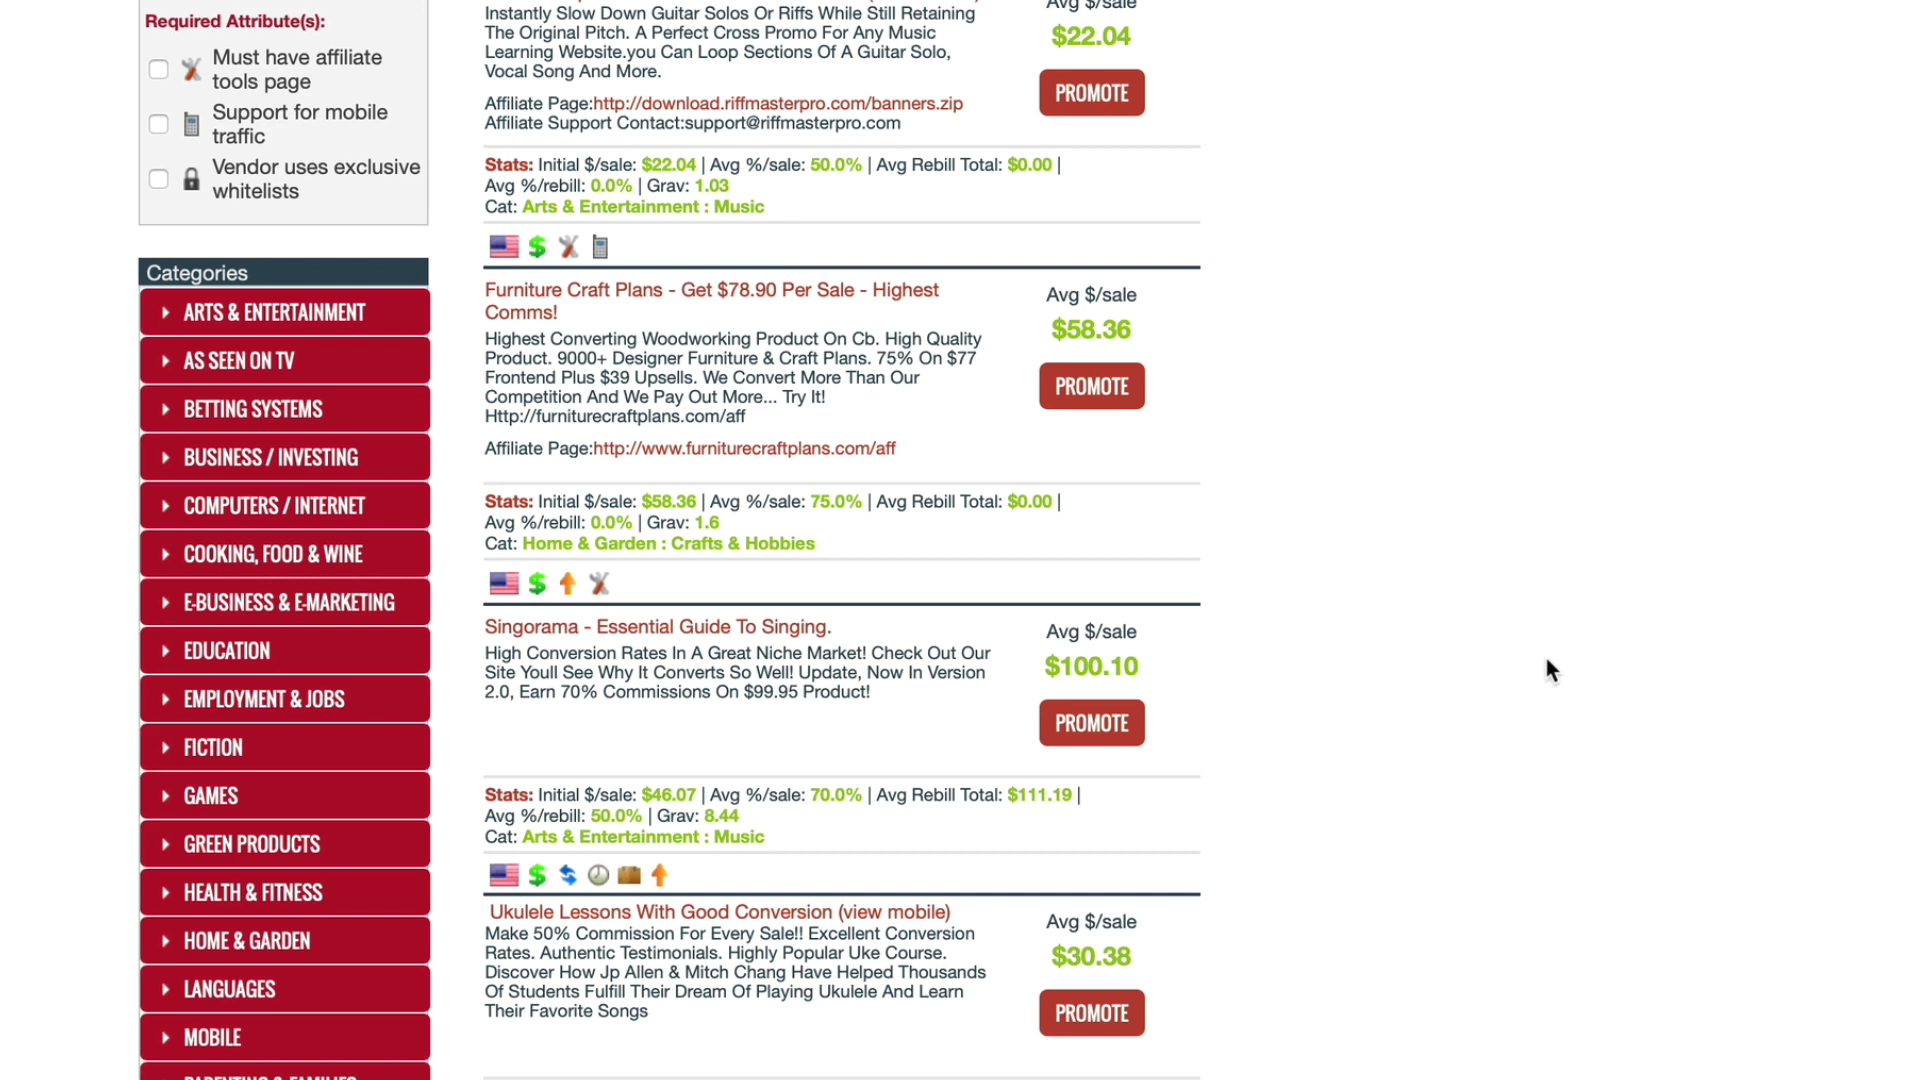 Required Attribute(s):
Must have affiliate
tools page
Support for mobile
traffic
Vendor uses exclusive
whitelists
Categories
ARTS & ENTERTAINMENT
AS SEEN ON TV
BETTING SYSTEMS
BUSINESS / INVESTING
COMPUTERS / INTERNET
COOKING, FOOD & WINE
E-BUSINESS & E-MARKETING
EDUCATION
EMPLOYMENT & JOBS
FICTION
GAMES
GREEN PRODUCTS
HEALTH & FITNESS
HOME & GARDEN
LANGUAGES
MOBILE
PARENTING & FAMILIES
Instantly Slow Down Guitar Solos Or Riffs While Still Retaining
The Original Pitch. A Perfect Cross Promo For Any Music
Learning Website.you Can Loop Sections Of A Guitar Solo,
Vocal Song And More.
Affiliate Page:http://download.riffmasterpro.com/banners.zip
Affiliate Support Contact:support@riffmasterpro.com
Avg $/sale
$22.04
PROMOTE
Stats: Initial $/sale: $22.04 | Avg %/sale: 50.0% | Avg Rebill Total: $0.00 |
Avg %/rebill: 0.0% | Grav: 1.03
Cat: Arts & Entertainment : Music
Furniture Craft Plans - Get $78.90 Per Sale - Highest
Comms!
Highest Converting Woodworking Product On Cb. High Quality
Product. 9000+ Designer Furniture & Craft Plans. 75% On $77
Frontend Plus $39 Upsells. We Convert More Than Our
Competition And We Pay Out More... Try It!
Http://furniturecraftplans.com/aff
Affiliate Page:http://www.furniturecraftplans.com/aff
Avg $/sale
$58.36
PROMOTE
Stats: Initial $/sale: $58.36 | Avg %/sale: 75.0% | Avg Rebill Total: $0.00 |
Avg %/rebill: 0.0% | Grav: 1.6
Cat: Home & Garden : Crafts & Hobbies
Singorama - Essential Guide To Singing.
High Conversion Rates In A Great Niche Market! Check Out Our
Site Youll See Why It Converts So Well! Update, Now In Version
2.0, Earn 70% Commissions On $99.95 Product!
Avg $/sale
$100.10
PROMOTE
Stats: Initial $/sale: $46.07 | Avg %/sale: 70.0% | Avg Rebill Total: $111.19 |
Avg %/rebill: 50.0% | Grav: 8.44
Cat: Arts & Entertainment : Music
Ukulele Lessons With Good Conversion (view mobile)
Make 50% Commission For Every Sale!! Excellent Conversion
Rates. Authentic Testimonials. Highly Popular Uke Course.
Discover How Jp Allen & Mitch Chang Have Helped Thousands
Of Students Fulfill Their Dream Of Playing Ukulele And Learn
Their Favorite Songs
Avg $/sale
$30.38
PROMOTE